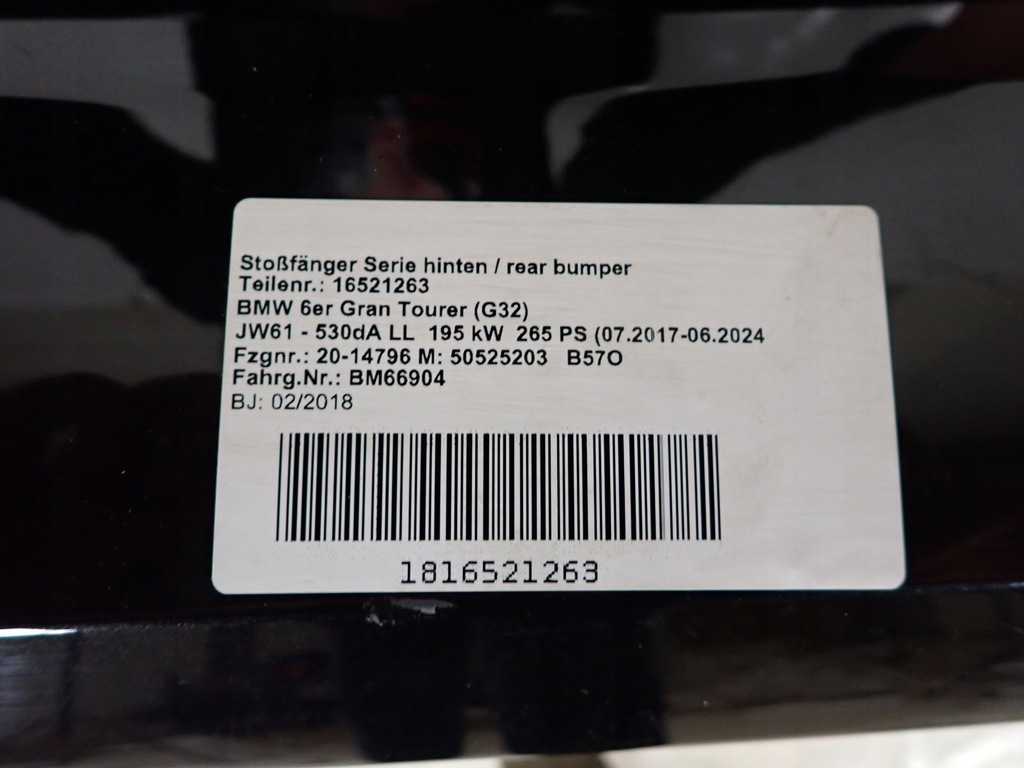 Stoßfänger Serie hinten / rear bumper
Teilenr.: 16521263
BMW 6er Gran Tourer (G32)
JW61 - 530dA LL 195 kW 265 PS (07.2017-06.2024
Fzgnr.: 20-14796 M: 50525203 B57O
Fahrg.Nr.: BM66904
BJ: 02/2018
1816521263